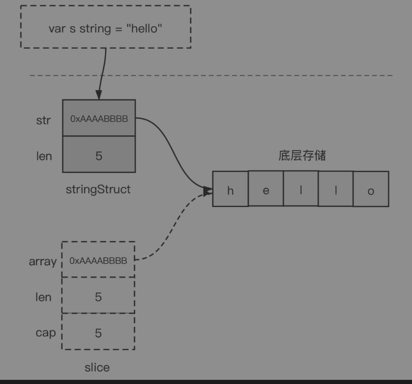 var s string = "hello"
str 0xAAAABBBB
len 5
stringStruct
底层存储
h e l l o
array 0xAAAABBBB
len 5
cap 5
slice